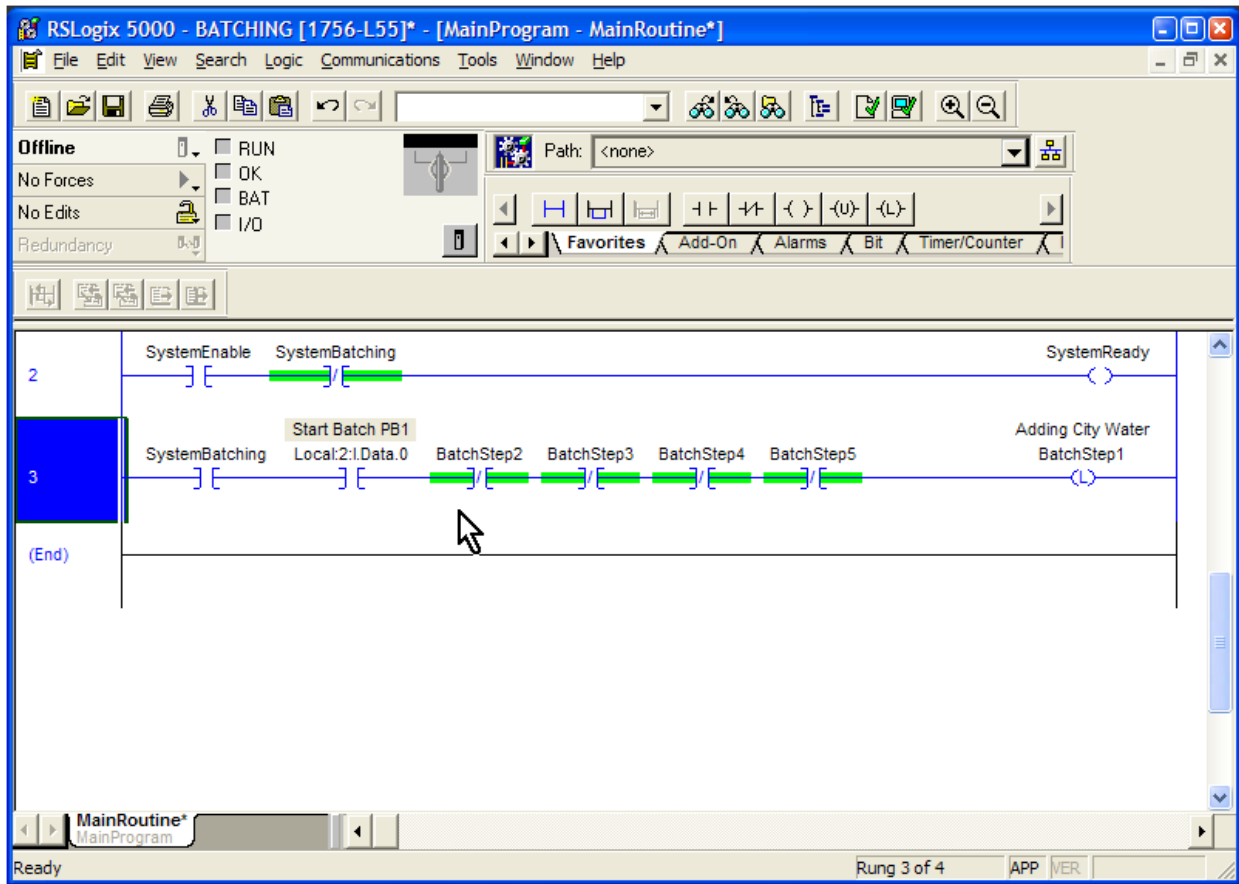 RSLogix 5000 - BATCHING [1756-L55]* - [MainProgram - MainRoutine*]
File Edit View Search Logic Communications Tools Window Help
Offline
RUN
Path: <none>
No Forces
OK
BAT
No Edits
I/O
Redundancy
Favorites Add-On Alarms Bit Timer/Counter
SystemEnable SystemBatching SystemReady
2
Start Batch PB1 Adding City Water
SystemBatching Local:2:I.Data.0 BatchStep2 BatchStep3 BatchStep4 BatchStep5 BatchStep1
3
L
(End)
MainRoutine*
MainProgram
Ready Rung 3 of 4 APP VER